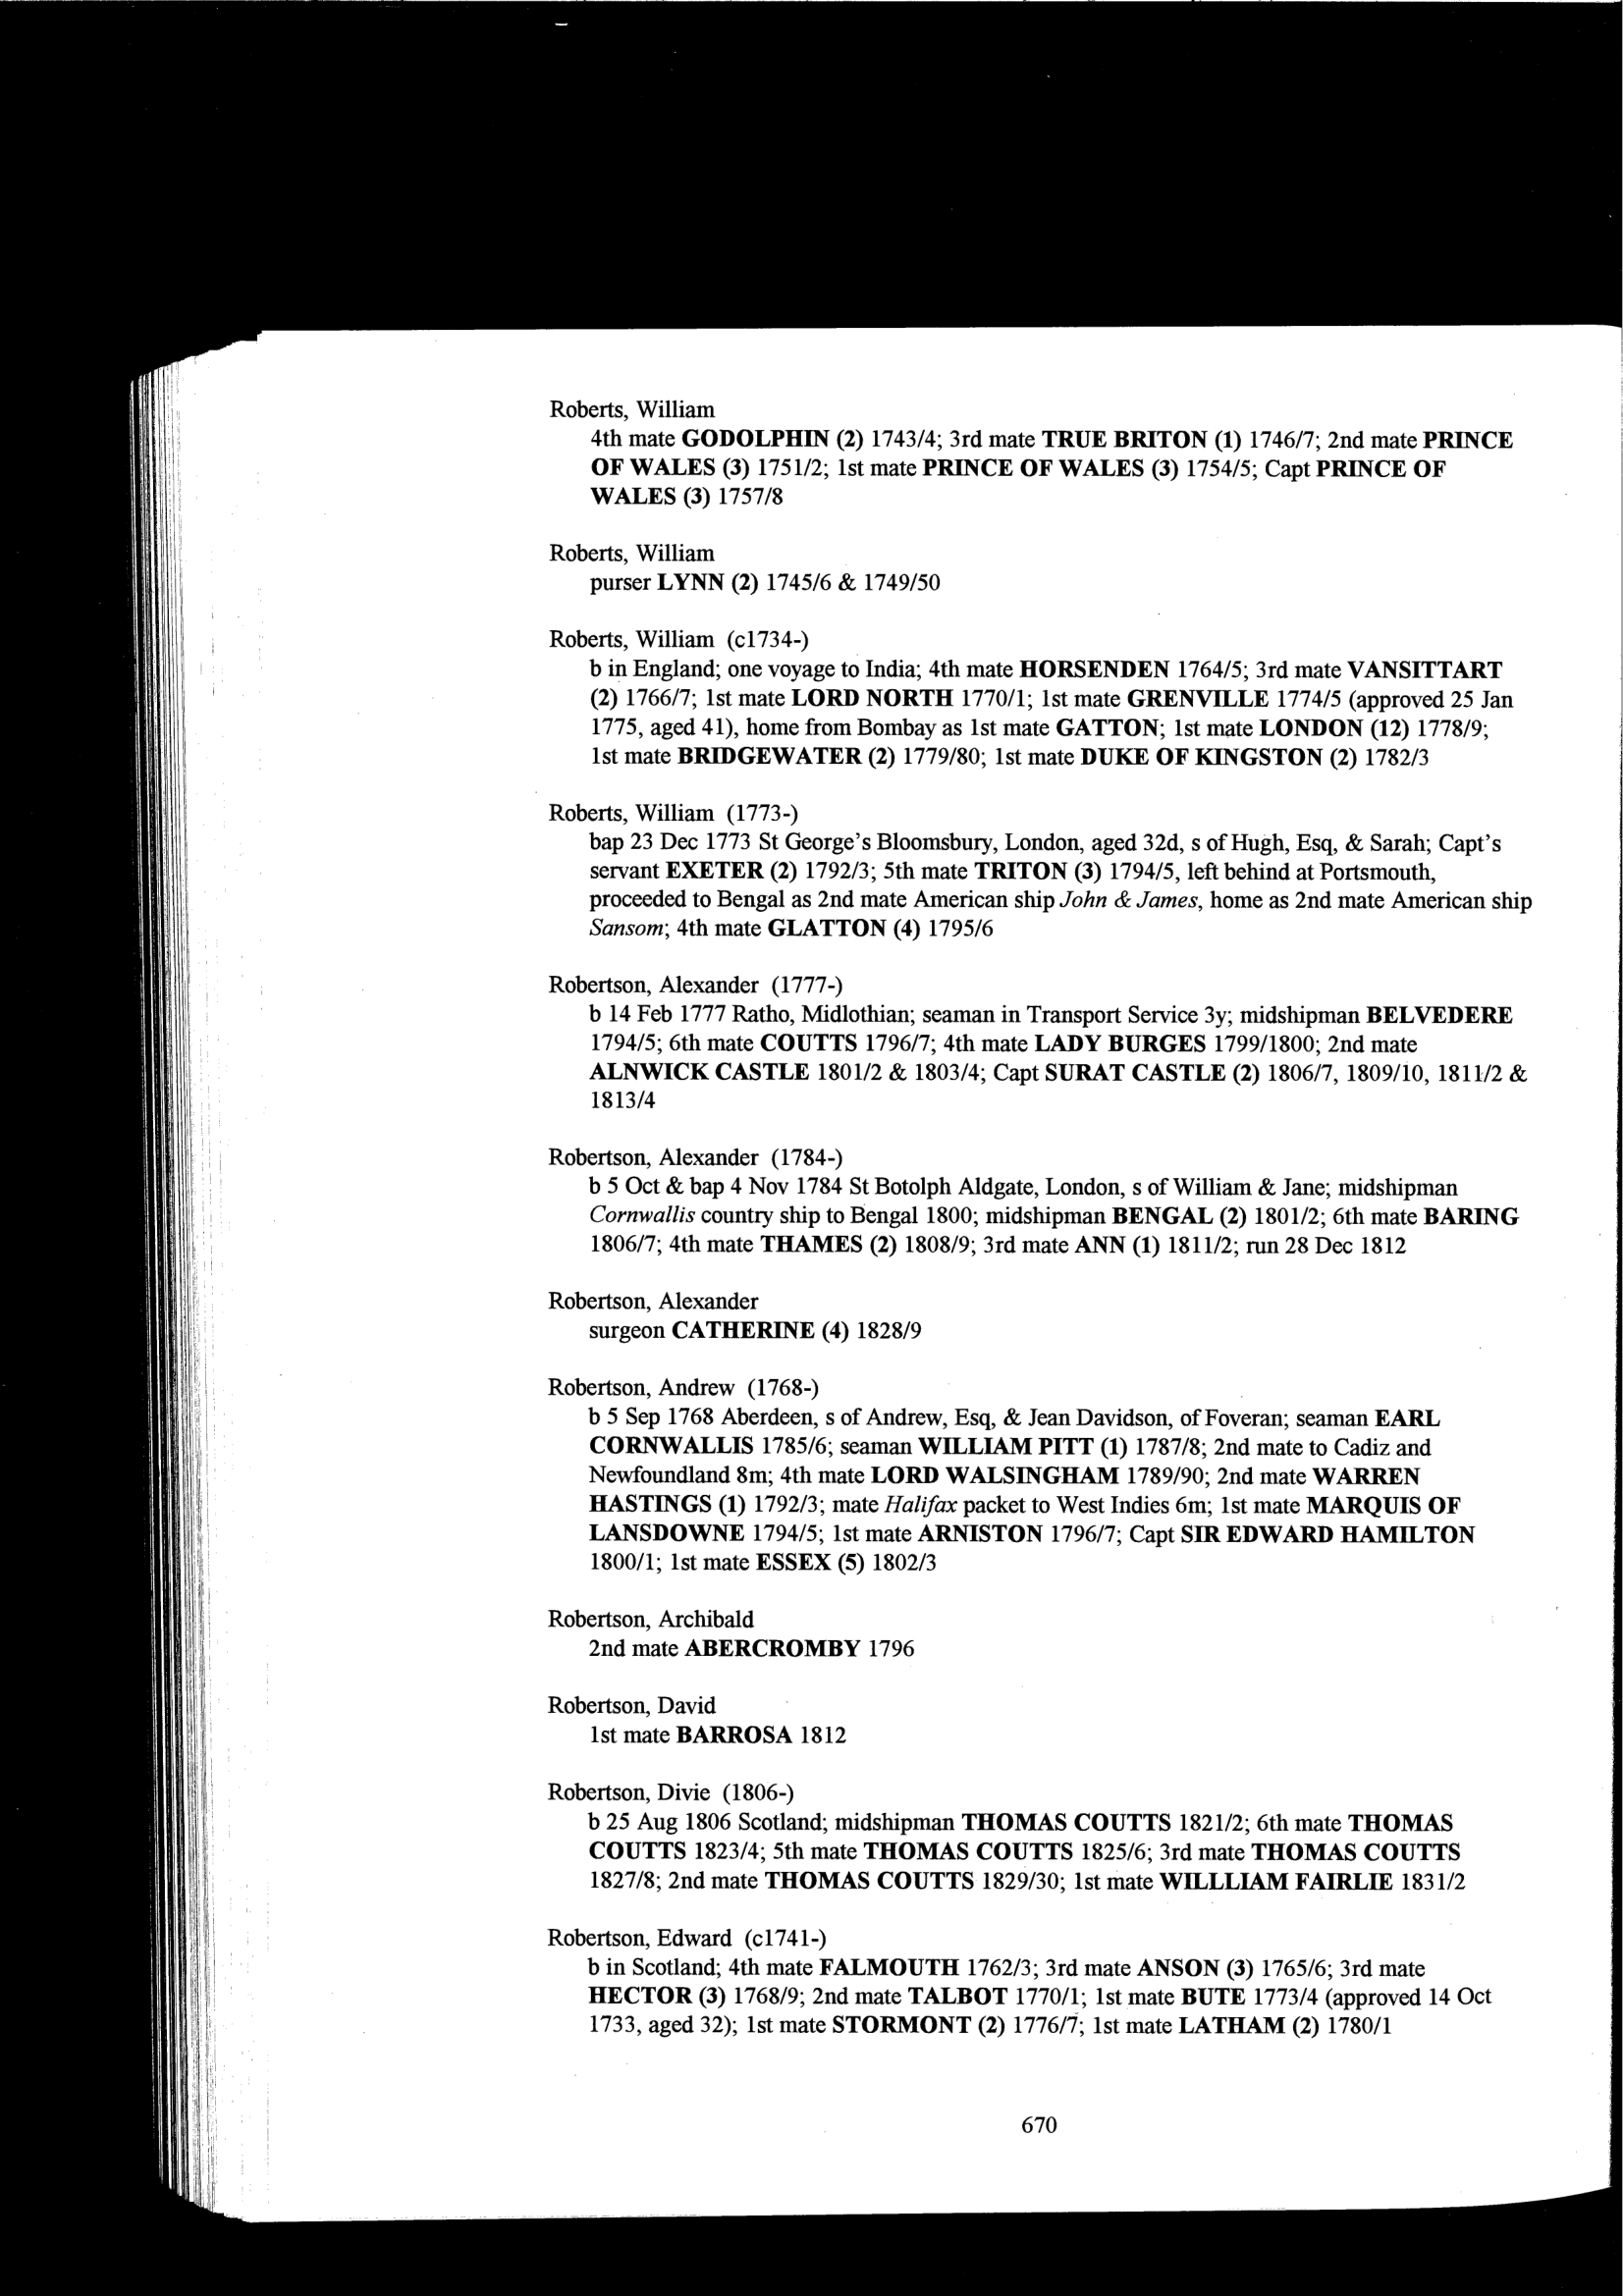 Roberts, William
4th mate GODOLPHIN (2) 1743/4; 3rd mate TRUE BRITON (1) 1746/7; 2nd mate PRINCE
OF WALES (3) 1751/2; 1st mate PRINCE OF WALES (3) 1754/5; Capt PRINCE OF
WALES (3) 1757/8
Roberts, William
purser LYNN (2) 1745/6 & 1749/50
Roberts, William (c1734-)
b in England; one voyage to India; 4th mate HORSENDEN 1764/5; 3rd mate VANSITTART
(2) 1766/7; 1st mate LORD NORTH 1770/1; 1st mate GRENVILLE 1774/5 (approved 25 Jan
1775, aged 41), home from Bombay as 1st mate GATTON; 1st mate LONDON (12) 1778/9;
1st mate BRIDGEWATER (2) 1779/80; 1st mate DUKE OF KINGSTON (2) 1782/3
Roberts, William (1773-)
bap 23 Dec 1773 St George's Bloomsbury, London, aged 32d, s of Hugh, Esq, & Sarah; Capt's
servant EXETER (2) 1792/3; 5th mate TRITON (3) 1794/5, left behind at Portsmouth,
proceeded to Bengal as 2nd mate American ship John & James, home as 2nd mate American ship
Sansom; 4th mate GLATTON (4) 1795/6
Robertson, Alexander (1777-)
b 14 Feb 1777 Ratho, Midlothian; seaman in Transport Service 3y; midshipman BELVEDERE
1794/5; 6th mate COUTTS 1796/7; 4th mate LADY BURGES 1799/1800; 2nd mate
ALNWICK CASTLE 1801/2 & 1803/4; Capt SURAT CASTLE (2) 1806/7, 1809/10, 1811/2 &
1813/4
Robertson, Alexander (1784-)
b 5 Oct & bap 4 Nov 1784 St Botolph Aldgate, London, s of William & Jane; midshipman
Cornwallis country ship to Bengal 1800; midshipman BENGAL (2) 1801/2; 6th mate BARING
1806/7; 4th mate THAMES (2) 1808/9; 3rd mate ANN (1) 1811/2; run 28 Dec 1812
Robertson, Alexander
surgeon CATHERINE (4) 1828/9
Robertson, Andrew (1768-)
b 5 Sep 1768 Aberdeen, s of Andrew, Esq, & Jean Davidson, of Foveran; seaman EARL
CORNWALLIS 1785/6; seaman WILLIAM PITT (1) 1787/8; 2nd mate to Cadiz and
Newfoundland 8m; 4th mate LORD WALSINGHAM 1789/90; 2nd mate WARREN
HASTINGS (1) 1792/3; mate Halifax packet to West Indies 6m; 1st mate MARQUIS OF
LANSDOWNE 1794/5; 1st mate ARNISTON 1796/7; Capt SIR EDWARD HAMILTON
1800/1; 1st mate ESSEX (5) 1802/3
Robertson, Archibald
2nd mate ABERCROMBY 1796
Robertson, David
1st mate BARROSA 1812
Robertson, Divie (1806-)
b 25 Aug 1806 Scotland; midshipman THOMAS COUTTS 1821/2; 6th mate THOMAS
COUTTS 1823/4; 5th mate THOMAS COUTTS 1825/6; 3rd mate THOMAS COUTTS
1827/8; 2nd mate THOMAS COUTTS 1829/30; 1st mate WILLLIAM FAIRLIE 1831/2
Robertson, Edward (c1741-)
b in Scotland; 4th mate FALMOUTH 1762/3; 3rd mate ANSON (3) 1765/6; 3rd mate
HECTOR (3) 1768/9; 2nd mate TALBOT 1770/1; 1st mate BUTE 1773/4 (approved 14 Oct
1733, aged 32); 1st mate STORMONT (2) 1776/7; 1st mate LATHAM (2) 1780/1
670